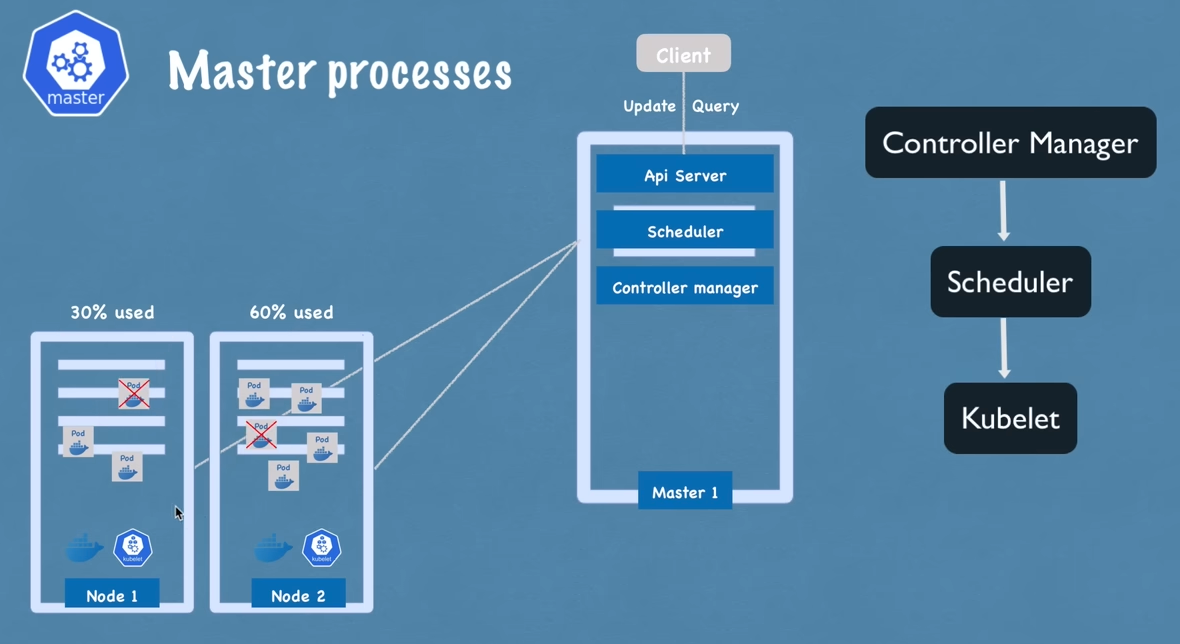 master
Master processes
Client
Update
Query
Api Server
Scheduler
Controller manager
Master 1
Controller Manager
Scheduler
Kubelet
30% used
60% used
Pod
Pod
Pod
Pod
Pod
Pod
Pod
Pod
kubelet
kubelet
Node 1
Node 2